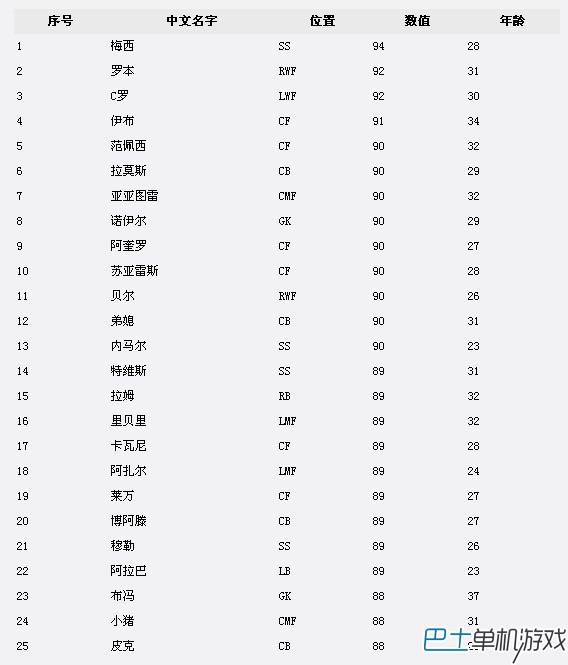 序号 中文名字 位置 数值 年龄
1 梅西 SS 94 28
2 罗本 RWF 92 31
3 C罗 LWF 92 30
4 伊布 CF 91 34
5 范佩西 CF 90 32
6 拉莫斯 CB 90 29
7 亚亚图雷 CMF 90 32
8 诺伊尔 GK 90 29
9 阿奎罗 CF 90 27
10 苏亚雷斯 CF 90 28
11 贝尔 RWF 90 26
12 弟媳 CB 90 31
13 内马尔 SS 90 23
14 特维斯 SS 89 31
15 拉姆 RB 89 32
16 里贝里 LMF 89 32
17 卡瓦尼 CF 89 28
18 阿扎尔 LMF 89 24
19 莱万 CF 89 27
20 博阿滕 CB 89 27
21 穆勒 SS 89 26
22 阿拉巴 LB 89 23
23 布冯 GK 88 37
24 小猪 CMF 88 31
25 皮克 CB 88
巴士单机游戏